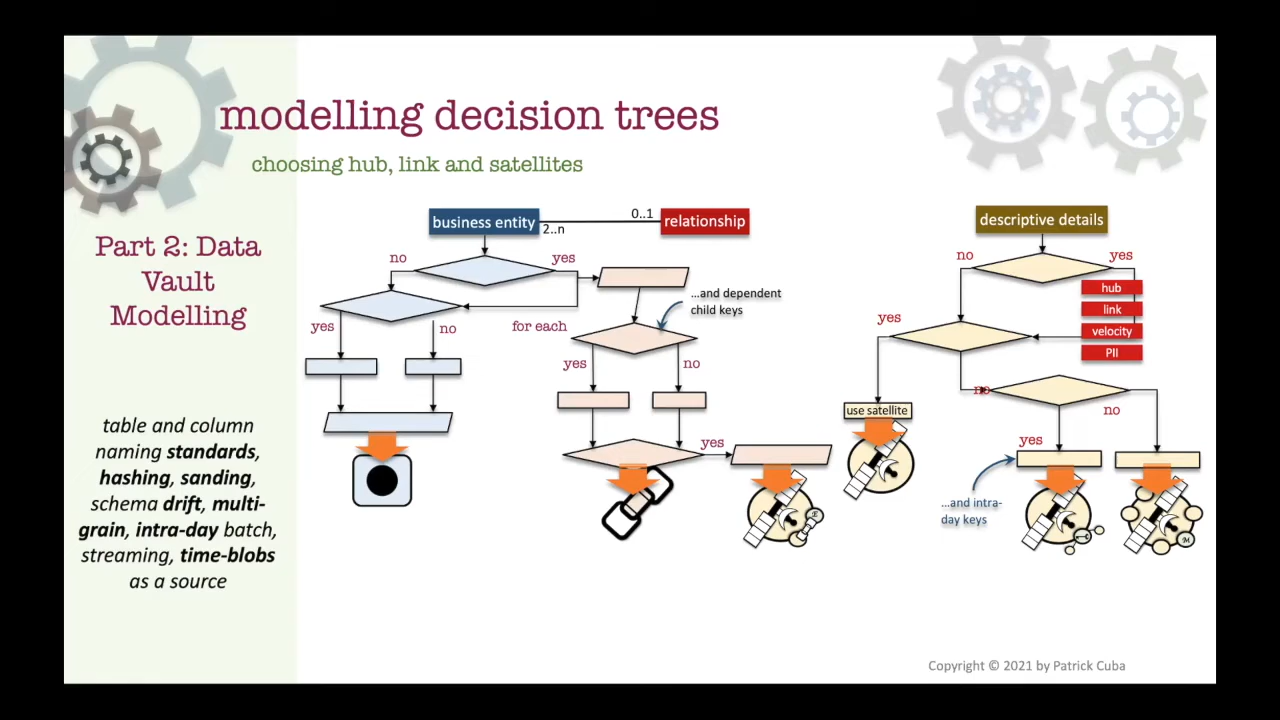 modelling decision trees
choosing hub, link and satellites
Part 2: Data
Vault
Modelling
table and column
naming standards,
hashing, sanding,
schema drift, multi-
grain, intra-day batch,
streaming, time-blobs
as a source
business entity
0..1
2..n
relationship
no
yes
yes
no
for each
...and dependent
child keys
yes
no
yes
descriptive details
no
yes
hub
link
velocity
PII
yes
no
no
use satellite
yes
...and intra-
day keys
E
M
Copyright © 2021 by Patrick Cuba